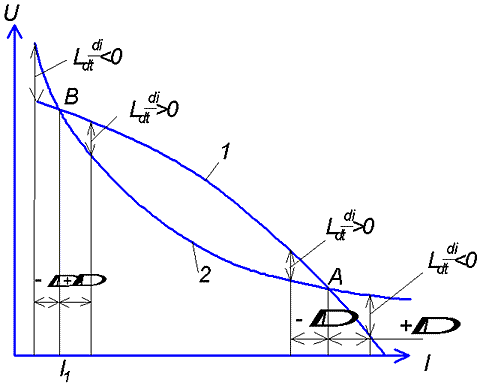 U
L di/dt <0
B
L di/dt >0
1
L di/dt >0
A
L di/dt <0
2
-
+
-
+
I₁
I